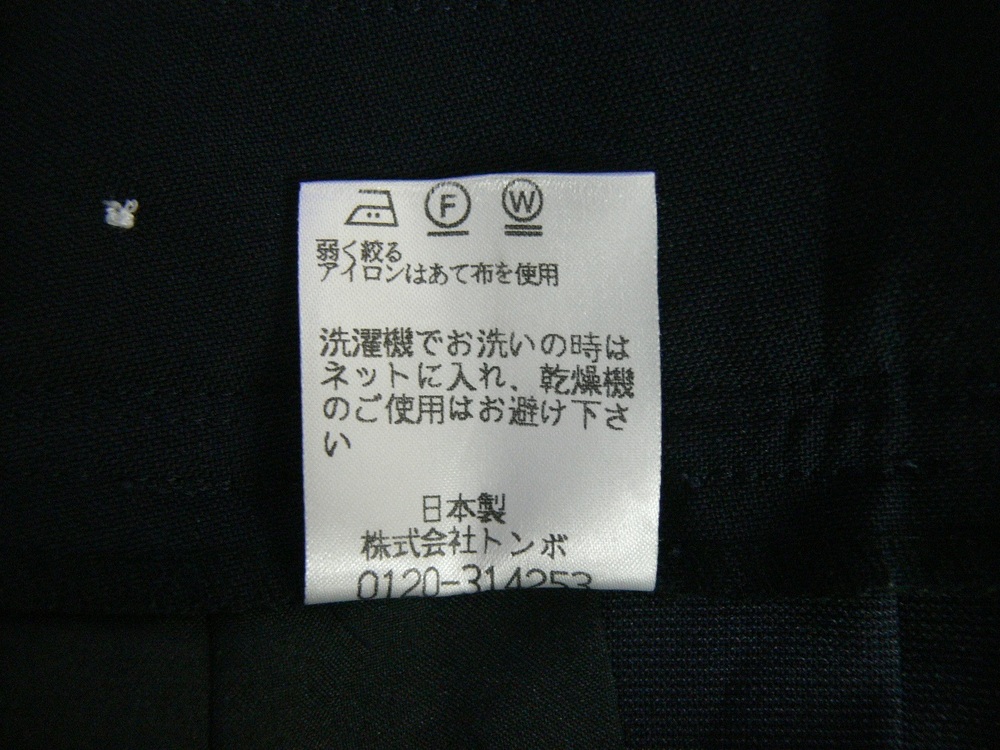 F W
弱く絞る
アイロンはあて布を使用
洗濯機でお洗いの時は
ネットに入れ、乾燥機
のご使用はお避け下さ
い
日本製
株式会社トンボ
0120-314253